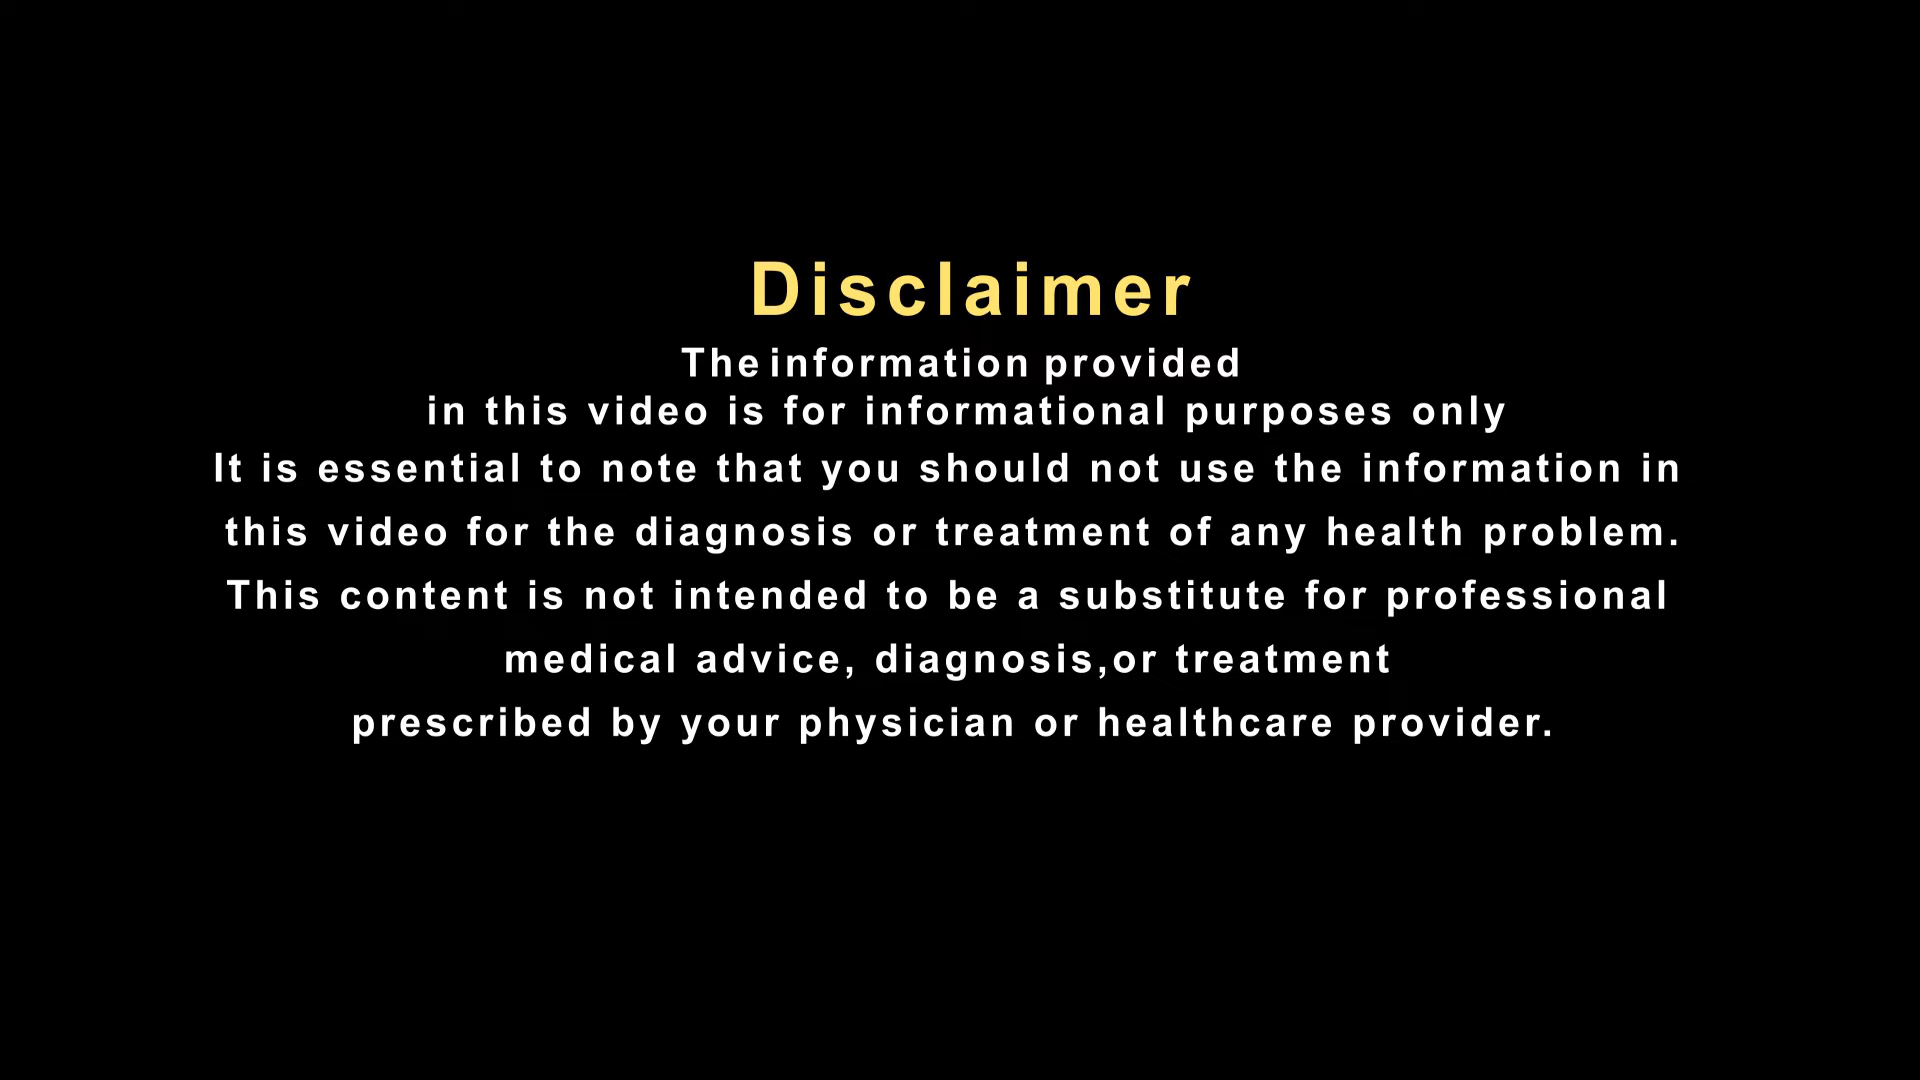 Disclaimer
The information provided
in this video is for informational purposes only
It is essential to note that you should not use the information in
this video for the diagnosis or treatment of any health problem.
This content is not intended to be a substitute for professional
medical advice, diagnosis,or treatment
prescribed by your physician or healthcare provider.